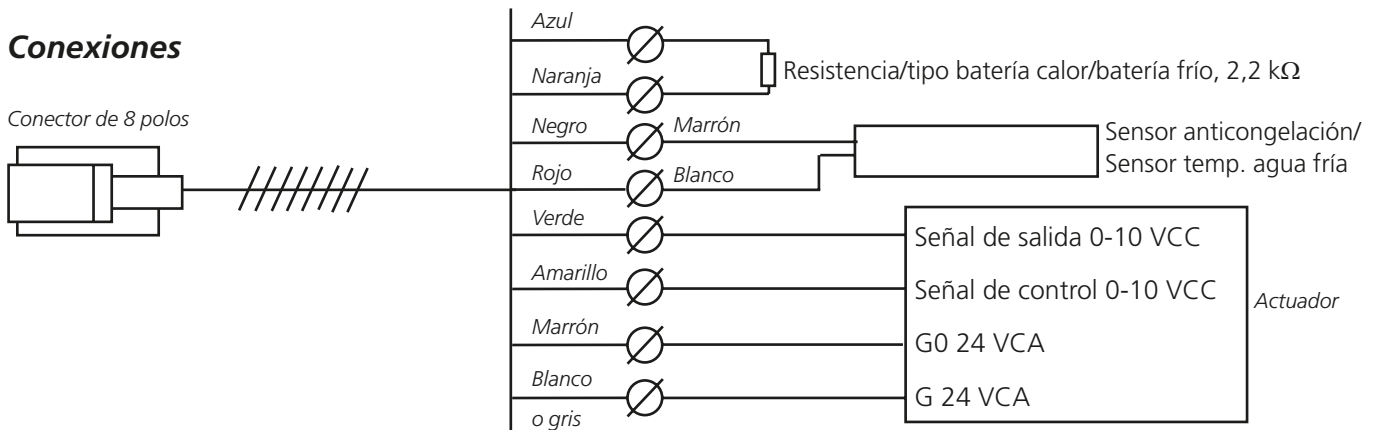 Conexiones
Conector de 8 polos
Azul
Naranja
Resistencia/tipo batería calor/batería frío, 2,2 kΩ
Negro
Marrón
Rojo
Blanco
Sensor anticongelación/
Sensor temp. agua fría
Verde
Señal de salida 0-10 VCC
Amarillo
Señal de control 0-10 VCC
Actuador
Marrón
G0 24 VCA
Blanco
o gris
G 24 VCA